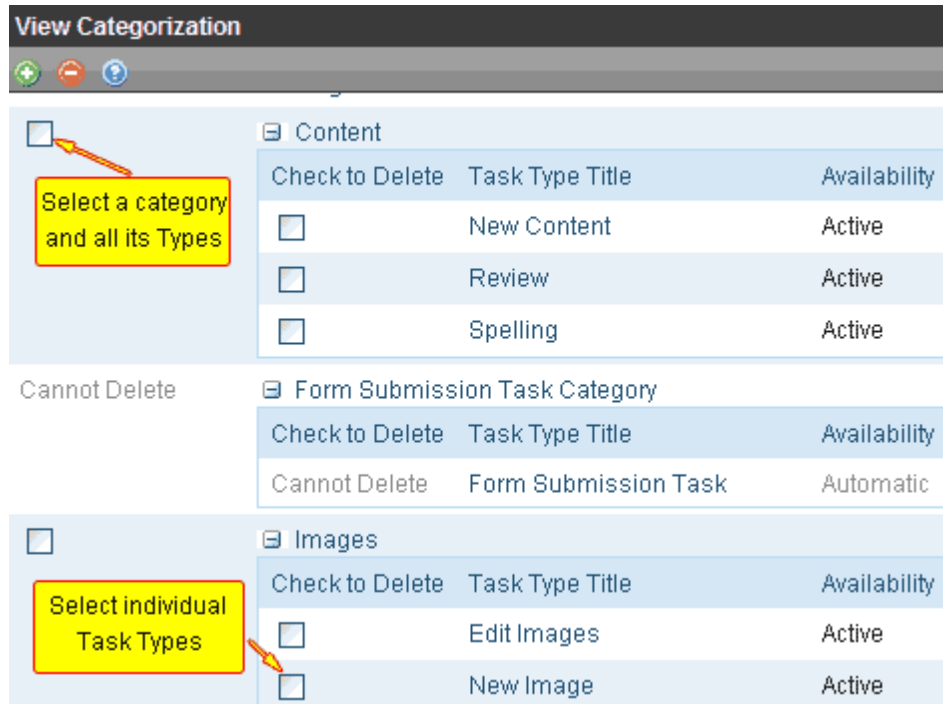 View Categorization
Content
Check to Delete Task Type Title Availability
Select a category
and all its Types
New Content Active
Review Active
Spelling Active
Cannot Delete Form Submission Task Category
Check to Delete Task Type Title Availability
Cannot Delete Form Submission Task Automatic
Images
Check to Delete Task Type Title Availability
Select individual
Task Types
Edit Images Active
New Image Active